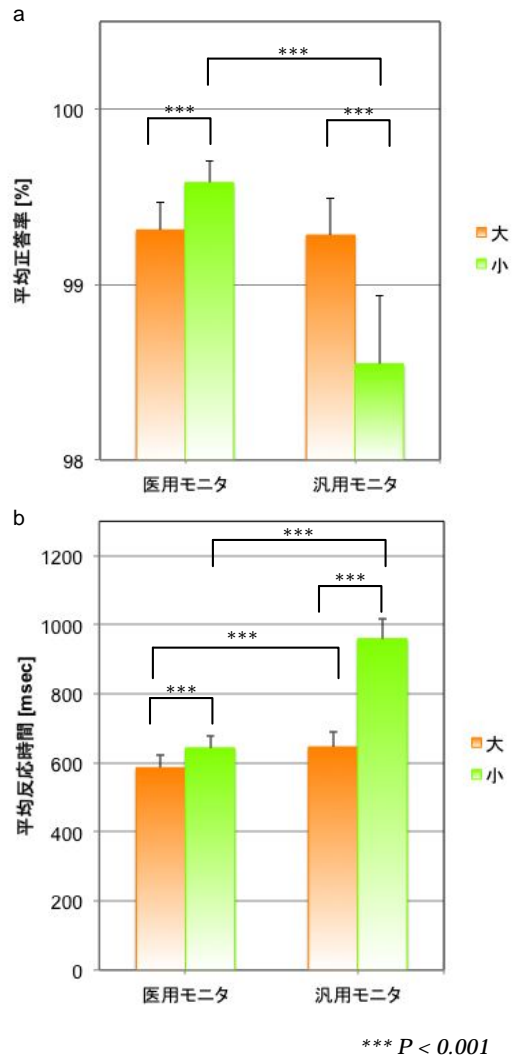 a
***
***
***
100
99
98
平均正答率 [%]
大
小
医用モニタ
汎用モニタ
b
***
***
***
***
1200
1000
800
600
400
200
0
平均反応時間 [msec]
大
小
医用モニタ
汎用モニタ
*** P < 0.001